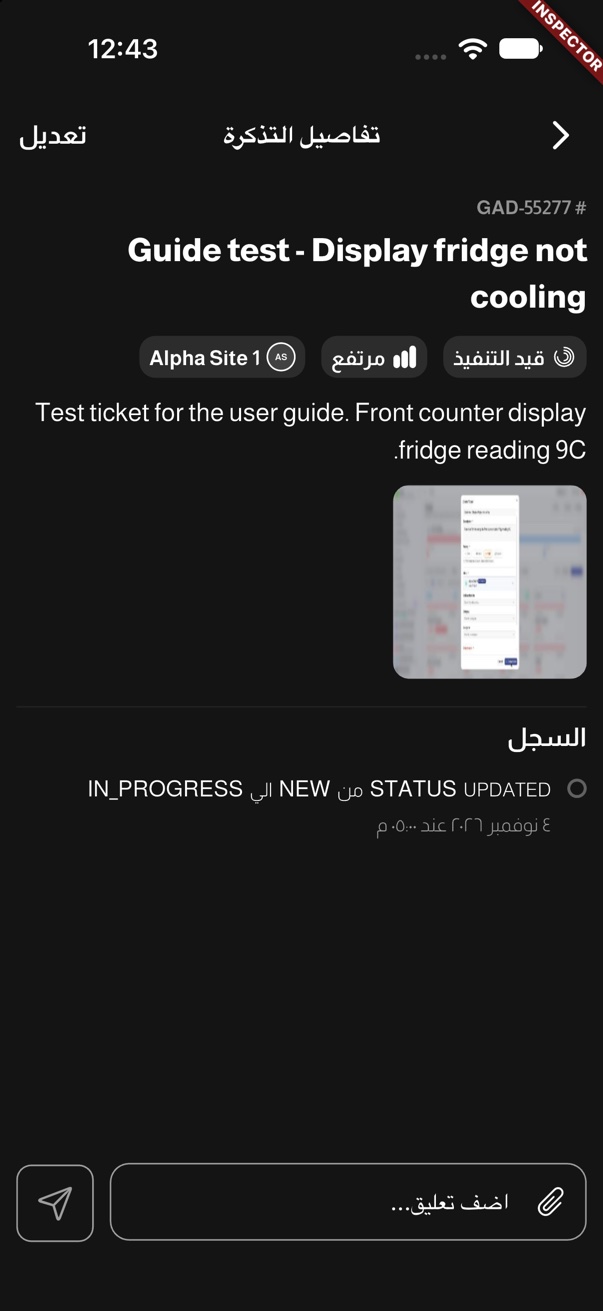 12:43
INSPECTOR
تفاصيل التذكرة
تعديل
GAD-55277 #
Guide test - Display fridge not
cooling
قيد التنفيذ
مرتفع
AS Alpha Site 1
Test ticket for the user guide. Front counter display
fridge reading 9C.
السجل
UPDATED STATUS من NEW الي IN_PROGRESS
٤ نوفمبر ٢٠٢٦ عند ٠٥:٠٠ م
اضف تعليق...